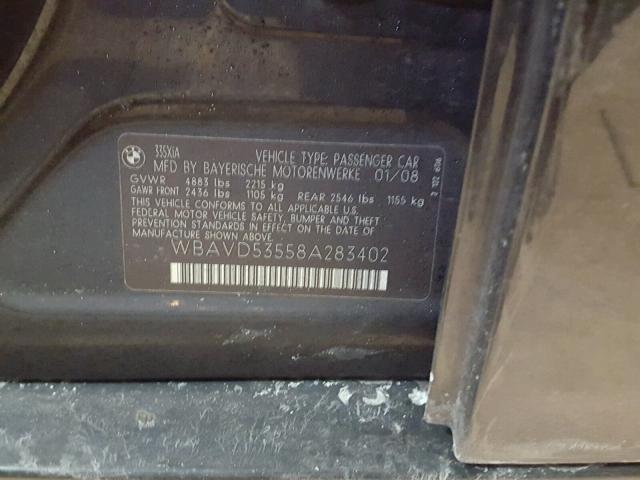 BMW
335XiA VEHICLE TYPE: PASSENGER CAR
MFD BY BAYERISCHE MOTORENWERKE 01/08
GVWR 4883 lbs 2215 kg
GAWR FRONT 2436 lbs 1105 kg REAR 2546 lbs 1155 kg
THIS VEHICLE CONFORMS TO ALL APPLICABLE U.S.
FEDERAL MOTOR VEHICLE SAFETY, BUMPER AND THEFT
PREVENTION STANDARDS IN EFFECT ON THE DATE OF
MANUFACTURE SHOWN ABOVE.
WBAVD53558A283402